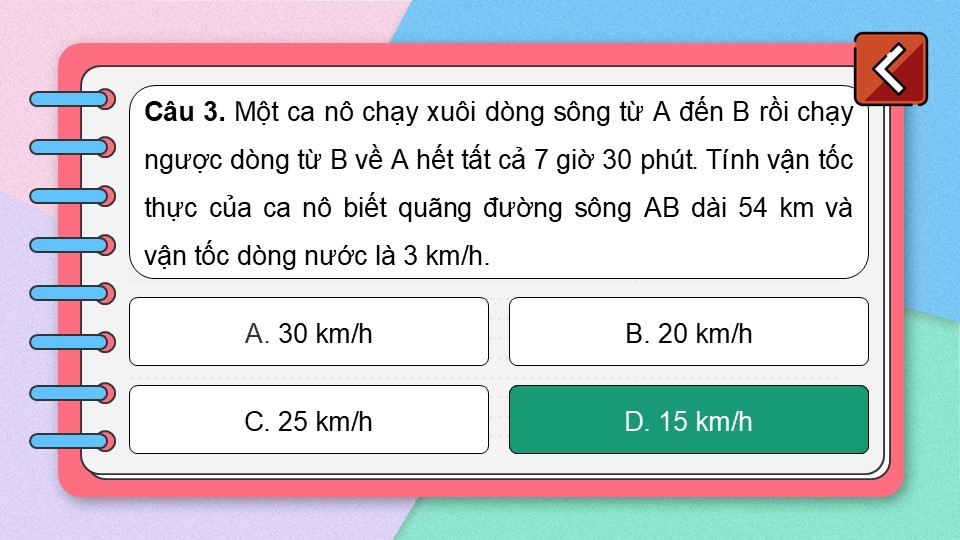 Câu 3. Một ca nô chạy xuôi dòng sông từ A đến B rồi chạy
ngược dòng từ B về A hết tất cả 7 giờ 30 phút. Tính vận tốc
thực của ca nô biết quãng đường sông AB dài 54 km và
vận tốc dòng nước là 3 km/h.
A. 30 km/h
B. 20 km/h
C. 25 km/h
D. 15 km/h